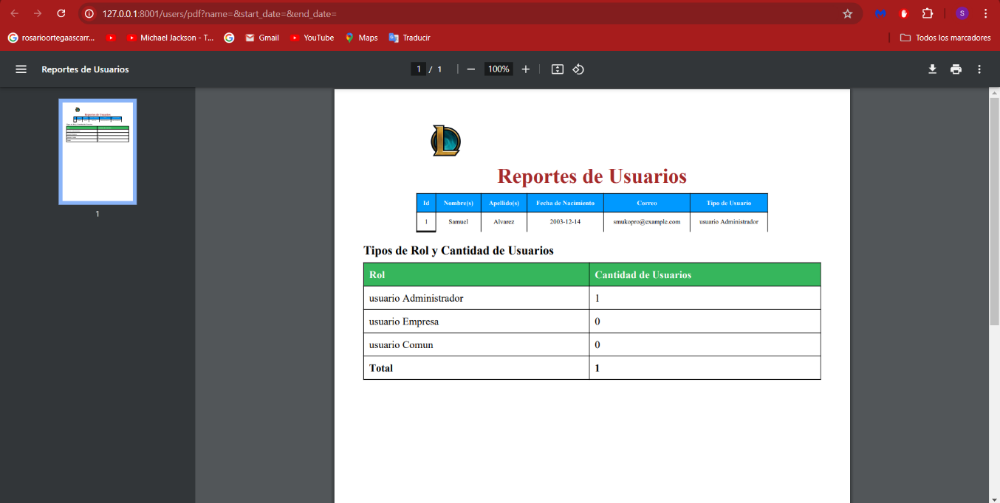 127.0.0.1:8001/users/pdf?name=&start_date=&end_date=
S
rosarioortegaascarr... Michael Jackson - T... Gmail YouTube Maps Traducir Todos los marcadores
Reportes de Usuarios 1 / 1 100%
1
Reportes de Usuarios
Id Nombre(s) Apellido(s) Fecha de Nacimiento Correo Tipo de Usuario
1 Samuel Alvarez 2003-12-14 smukopro@example.com usuario Administrador
Tipos de Rol y Cantidad de Usuarios
Rol Cantidad de Usuarios
usuario Administrador 1
usuario Empresa 0
usuario Comun 0
Total 1